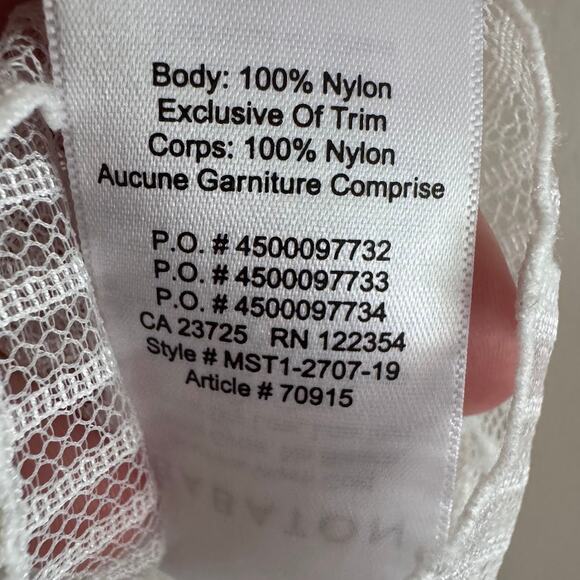 Body: 100% Nylon
Exclusive Of Trim
Corps: 100% Nylon
Aucune Garniture Comprise
P.O. # 4500097732
P.O. # 4500097733
P.O. # 4500097734
CA 23725 RN 122354
Style # MST1-2707-19
Article # 70915
BABATON